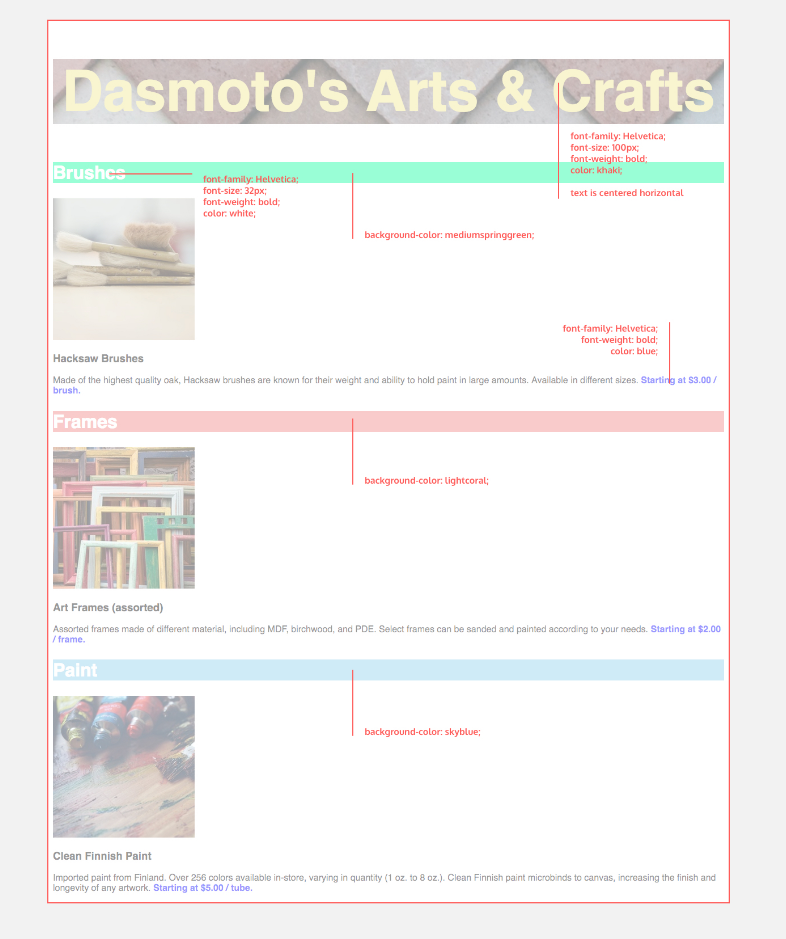 Dasmoto's Arts & Crafts
font-family: Helvetica;
font-size: 100px;
font-weight: bold;
color: khaki;
text is centered horizontal
Brushes
font-family: Helvetica;
font-size: 32px;
font-weight: bold;
color: white;
background-color: mediumspringgreen;
font-family: Helvetica;
font-weight: bold;
color: blue;
Hacksaw Brushes
Made of the highest quality oak, Hacksaw brushes are known for their weight and ability to hold paint in large amounts. Available in different sizes. Starting at $3.00 /
brush.
Frames
background-color: lightcoral;
Art Frames (assorted)
Assorted frames made of different material, including MDF, birchwood, and PDE. Select frames can be sanded and painted according to your needs. Starting at $2.00
/ frame.
Paint
background-color: skyblue;
Clean Finnish Paint
Imported paint from Finland. Over 256 colors available in-store, varying in quantity (1 oz. to 8 oz.). Clean Finnish paint microbinds to canvas, increasing the finish and
longevity of any artwork. Starting at $5.00 / tube.